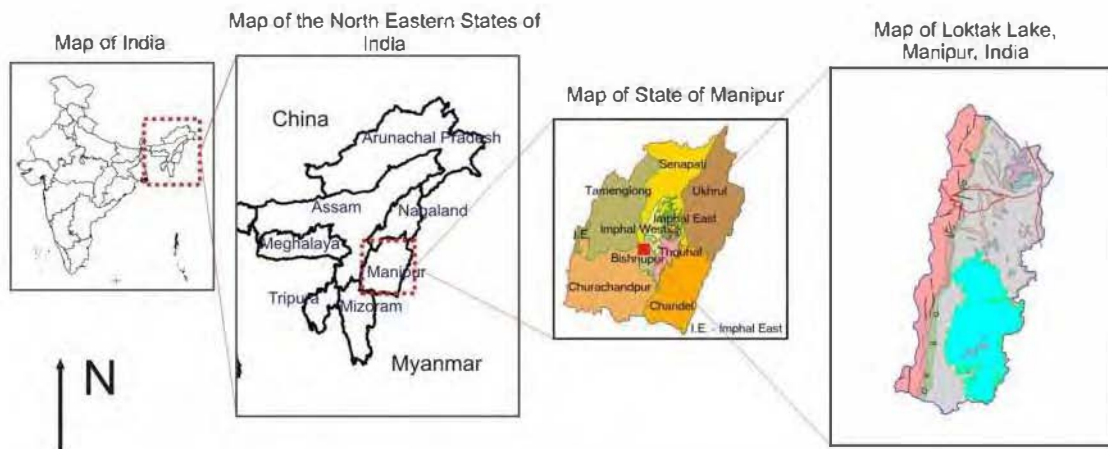 Map of India
Map of the North Eastern States of
India
China
Arunachal Pradesh
Assam
Nagaland
Meghalaya
Manipur
Tripura
Mizoram
Myanmar
N
Map of State of Manipur
Senapati
Tamenglong
Ukhrul
Imphal East
Imphal West
I.E.
Bishnupur
Thoubal
Churachandpur
Chandel
I.E. - Imphal East
Map of Loktak Lake,
Manipur, India